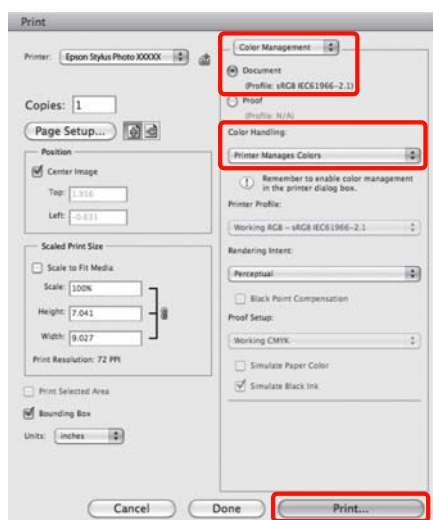 Print
Printer: Epson Stylus Photo XXXXX
Copies: 1
Page Setup...
Position
Center Image
Top: 1.956
Left: -0.631
Scaled Print Size
Scale to Fit Media
Scale: 100%
Height: 7.041
Width: 9.027
Print Resolution: 72 PPI
Print Selected Area
Bounding Box
Units: inches
Color Management
Document
(Profile: sRGB IEC61966-2.1)
Proof
(Profile: N/A)
Color Handling:
Printer Manages Colors
Remember to enable color management
in the printer dialog box.
Printer Profile:
Working RGB - sRGB IEC61966-2.1
Rendering Intent:
Perceptual
Black Point Compensation
Proof Setup:
Working CMYK
Simulate Paper Color
Simulate Black Ink
Cancel
Done
Print...